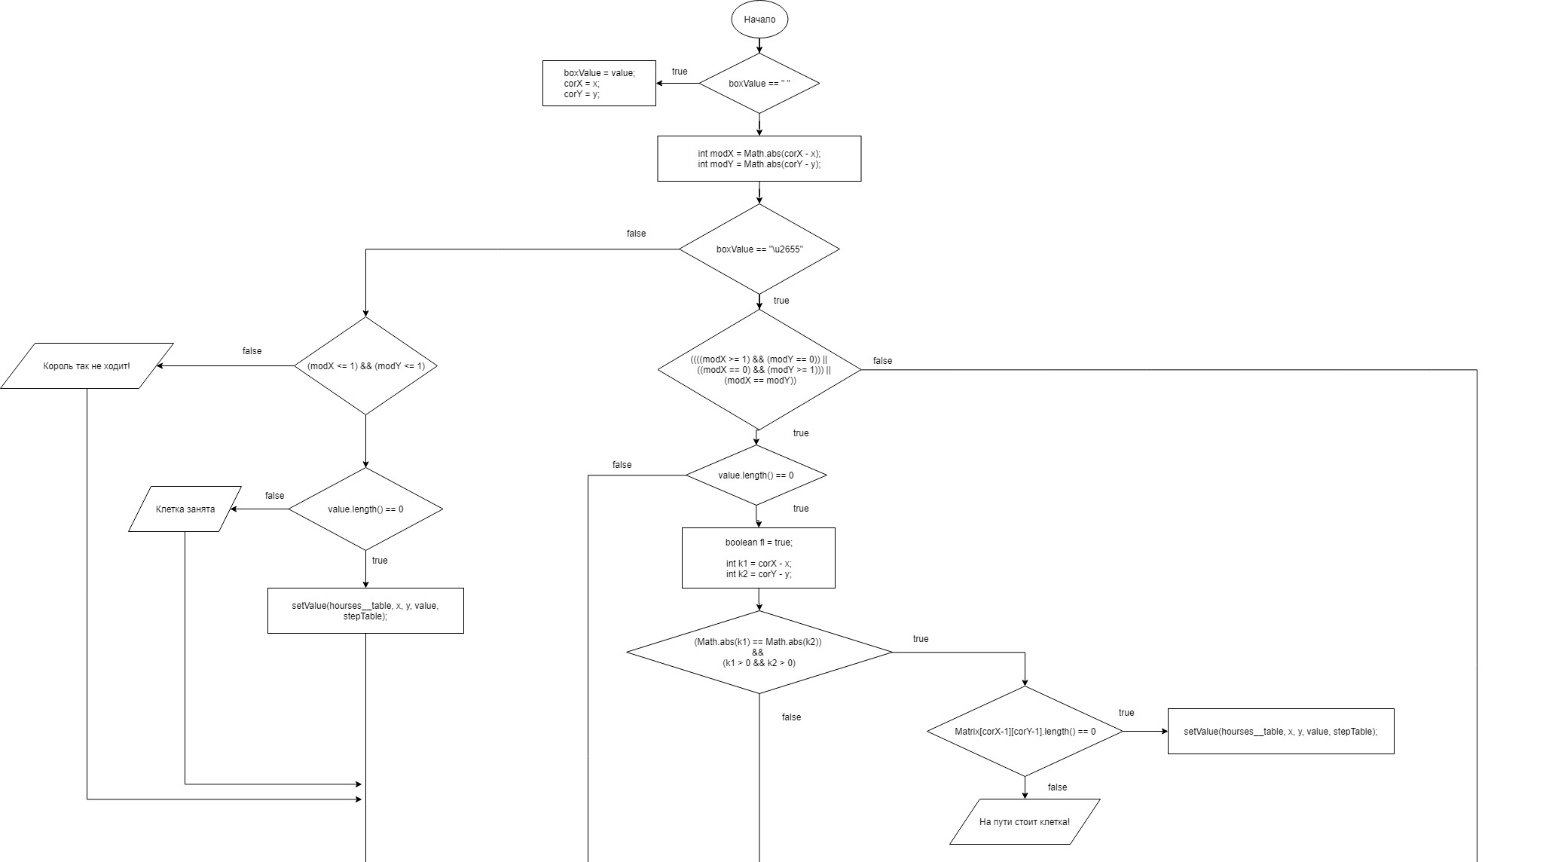 Начало
boxValue == " "
true
boxValue = value;
corX = x;
corY = y;
int modX = Math.abs(corX - x);
int modY = Math.abs(corY - y);
boxValue == "\u2655"
false
true
(modX <= 1) && (modY <= 1)
false
Король так не ходит!
value.length() == 0
false
Клетка занята
true
setValue(hourses__table, x, y, value,
stepTable);
((((modX >= 1) && (modY == 0)) ||
((modX == 0) && (modY >= 1))) ||
(modX == modY))
false
true
value.length() == 0
false
true
boolean fl = true;
int k1 = corX - x;
int k2 = corY - y;
(Math.abs(k1) == Math.abs(k2))
&&
(k1 > 0 && k2 > 0)
true
false
Matrix[corX-1][corY-1].length() == 0
true
setValue(hourses__table, x, y, value, stepTable);
false
На пути стоит клетка!